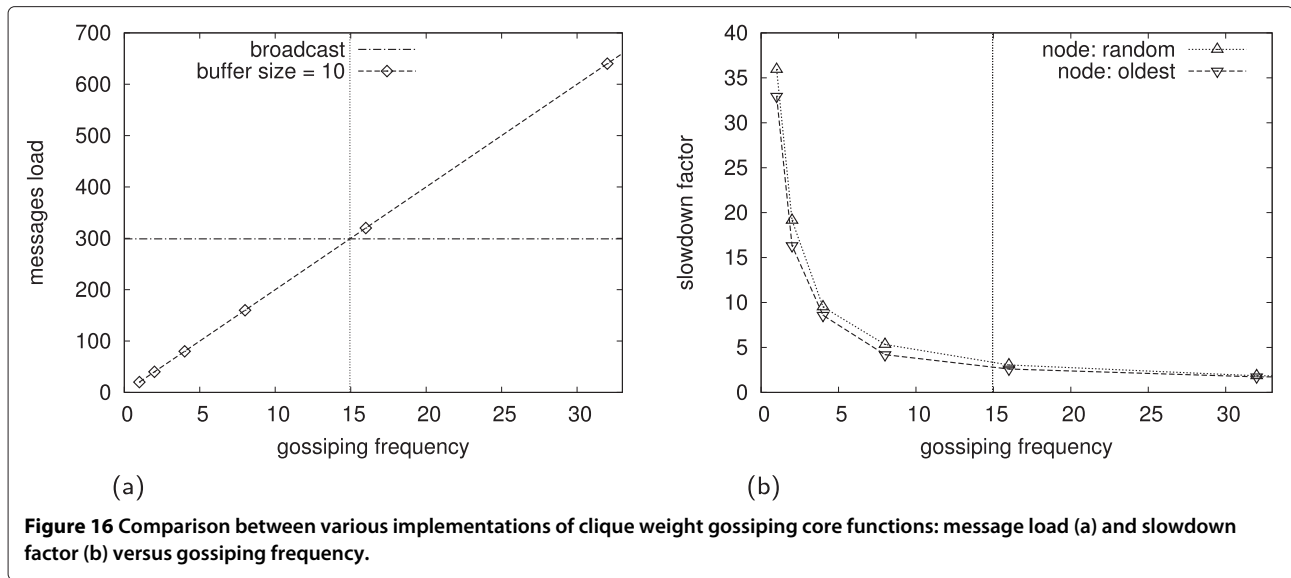 700
600
500
400
300
200
100
0
messages load
broadcast
buffer size = 10
0 5 10 15 20 25 30
gossiping frequency
(a)
40
35
30
25
20
15
10
5
0
slowdown factor
node: random
node: oldest
0 5 10 15 20 25 30
gossiping frequency
(b)
Figure 16 Comparison between various implementations of clique weight gossiping core functions: message load (a) and slowdown
factor (b) versus gossiping frequency.